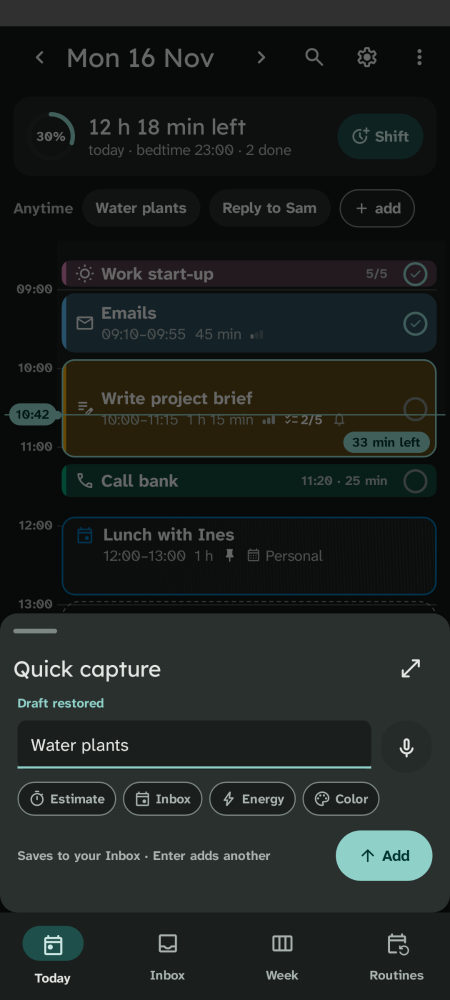 Mon 16 Nov
30%
12 h 18 min left
today · bedtime 23:00 · 2 done
Shift
Anytime
Water plants
Reply to Sam
+ add
Work start-up
5/5
09:00
Emails
09:10–09:55 45 min
10:00
Write project brief
10:00–11:15 1 h 15 min 2/5
10:42
33 min left
11:00
Call bank
11:20 · 25 min
12:00
Lunch with Ines
12:00–13:00 1 h Personal
13:00
Quick capture
Draft restored
Water plants
Estimate
Inbox
Energy
Color
Saves to your Inbox · Enter adds another
Add
Today
Inbox
Week
Routines